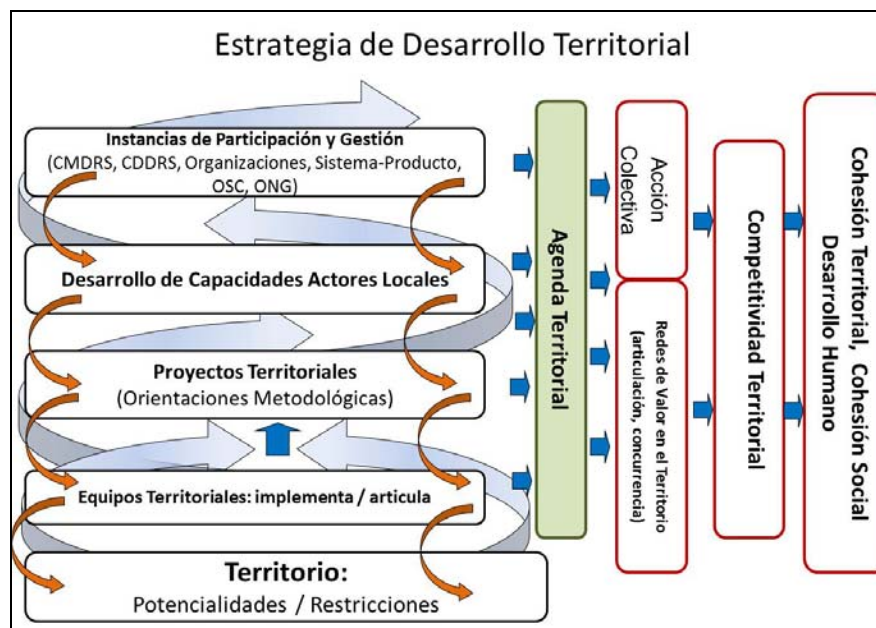 Estrategia de Desarrollo Territorial
Instancias de Participación y Gestión
(CMDRS, CDDRS, Organizaciones, Sistema-Producto,
OSC, ONG)
Desarrollo de Capacidades Actores Locales
Proyectos Territoriales
(Orientaciones Metodológicas)
Equipos Territoriales: implementa / articula
Territorio:
Potencialidades / Restricciones
Agenda Territorial
Acción
Colectiva
Redes de Valor en el Territorio
(articulación, concurrencia)
Competitividad Territorial
Cohesión Territorial, Cohesión Social
Desarrollo Humano